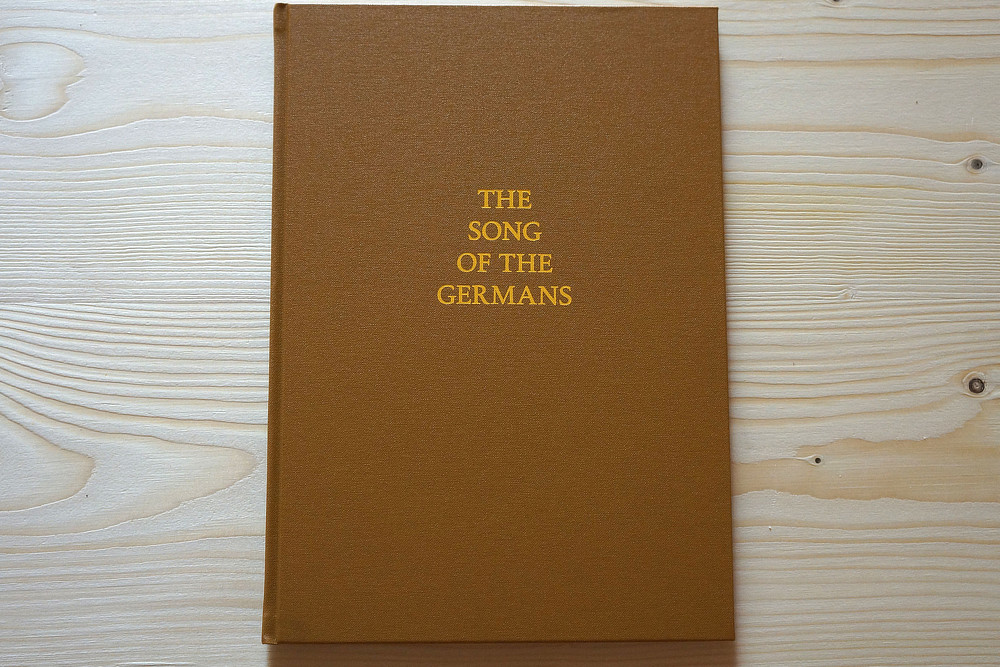 THE
SONG
OF THE
GERMANS